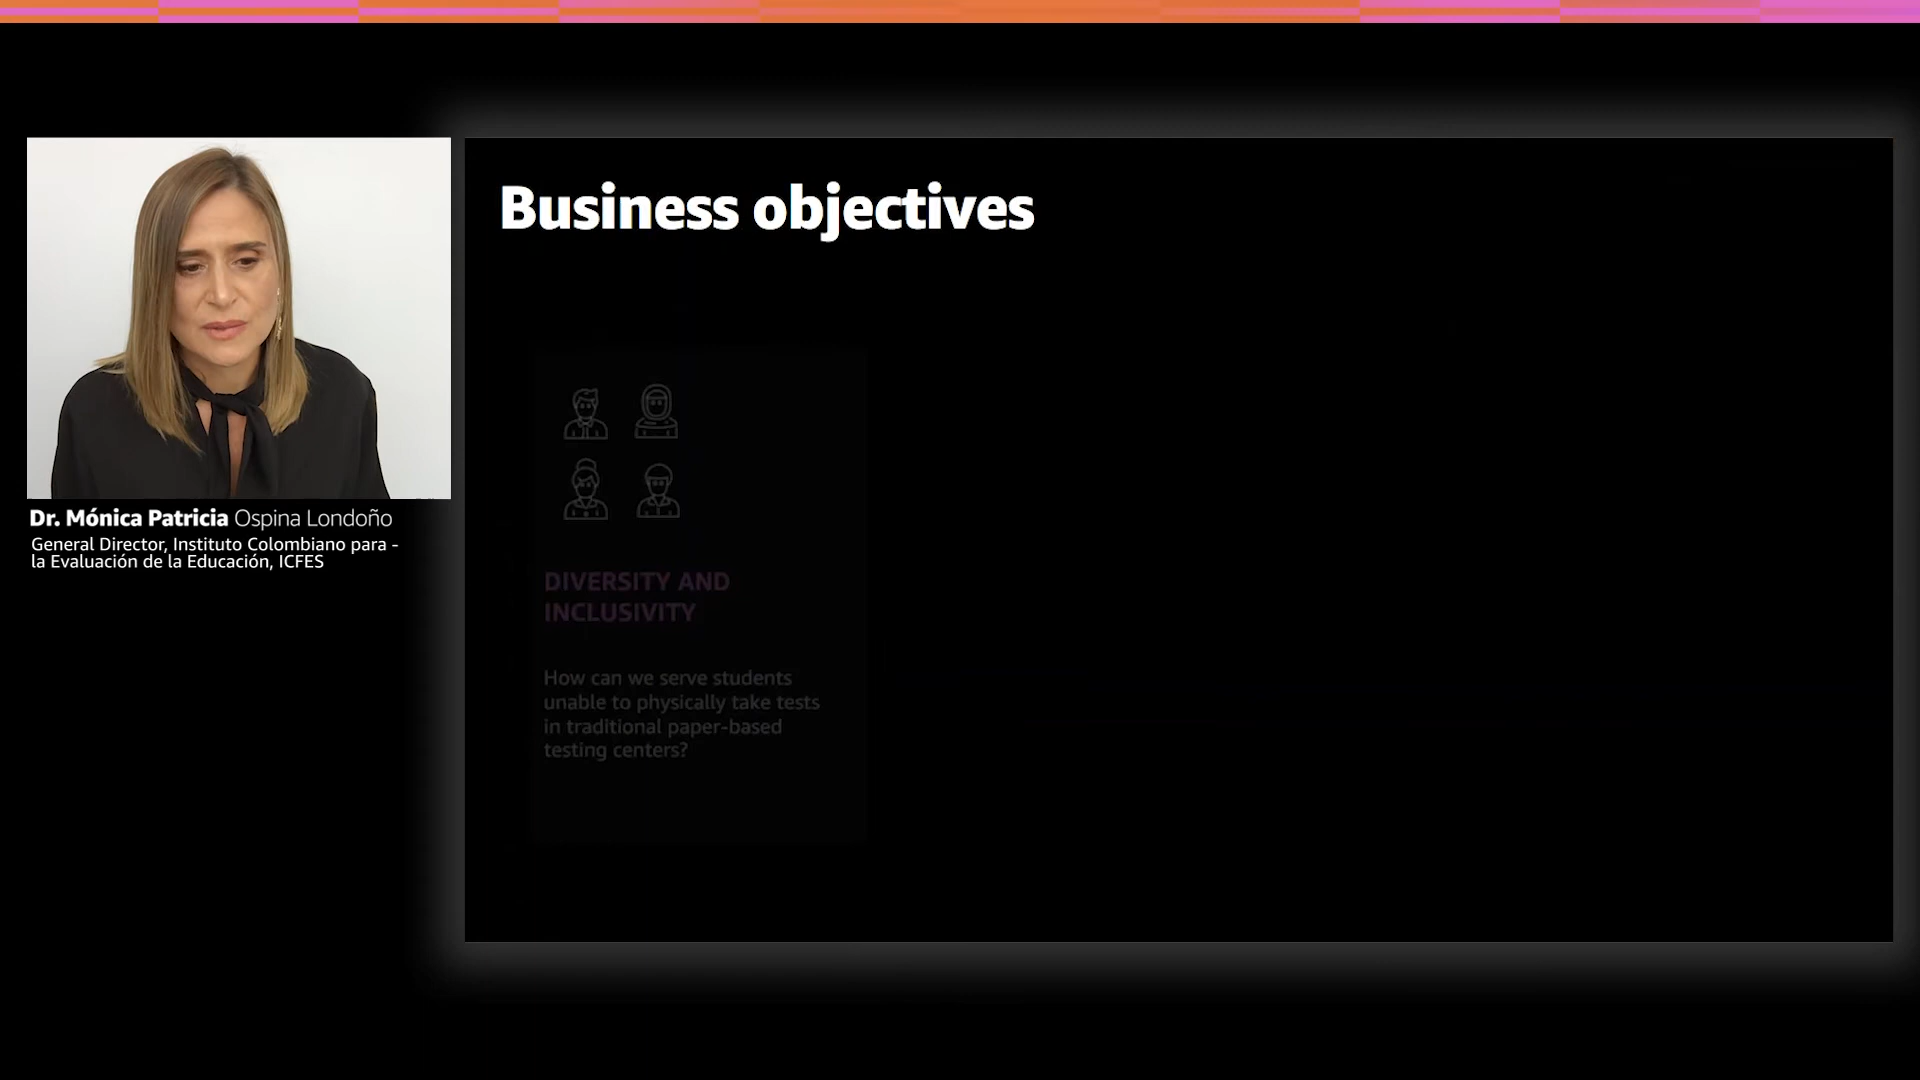 Business objectives
Dr. Mónica Patricia Ospina Londoño
General Director, Instituto Colombiano para -
la Evaluación de la Educación, ICFES
DIVERSITY AND
INCLUSIVITY
How can we serve students
unable to physically take tests
in traditional paper-based
testing centers?